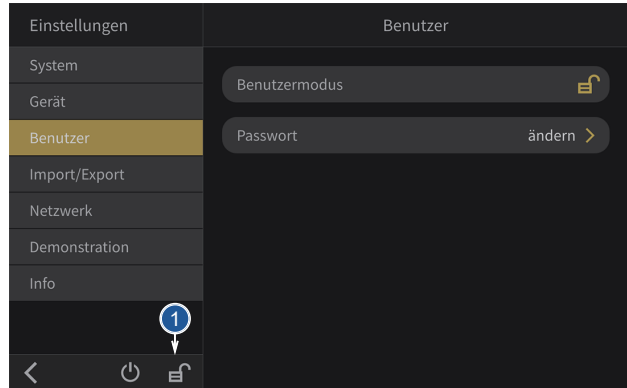 Einstellungen
Benutzer
System
Gerät
Benutzer
Import/Export
Netzwerk
Demonstration
Info
Benutzermodus
Passwort ändern
1